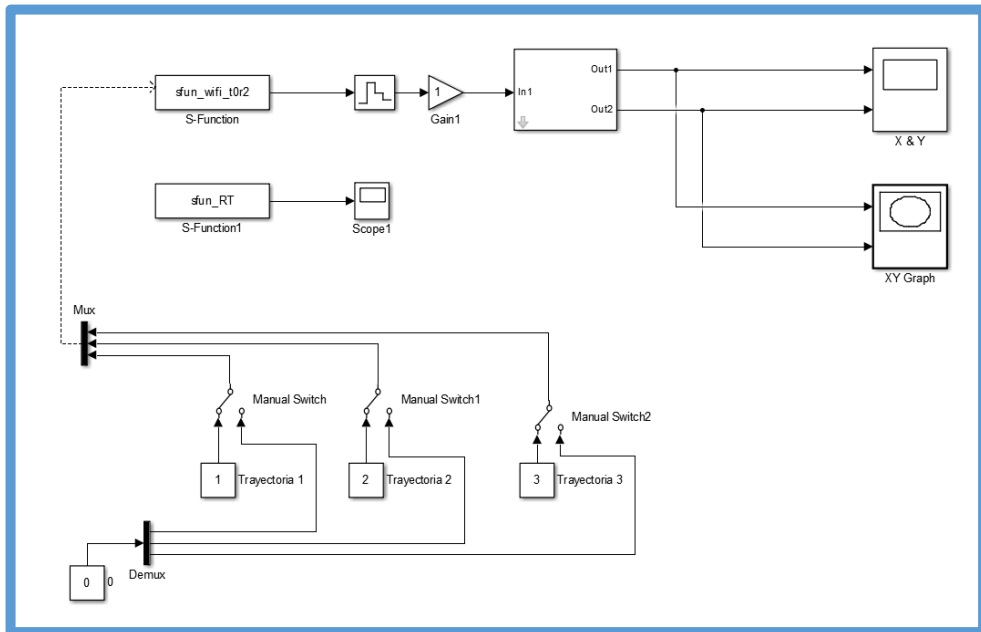 sfun_wifi_t0r2
S-Function
1
Gain1
In1
Out1
Out2
X & Y
sfun_RT
S-Function1
Scope1
XY Graph
Mux
Manual Switch
Manual Switch1
Manual Switch2
1
Trayectoria 1
2
Trayectoria 2
3
Trayectoria 3
Demux
0
0